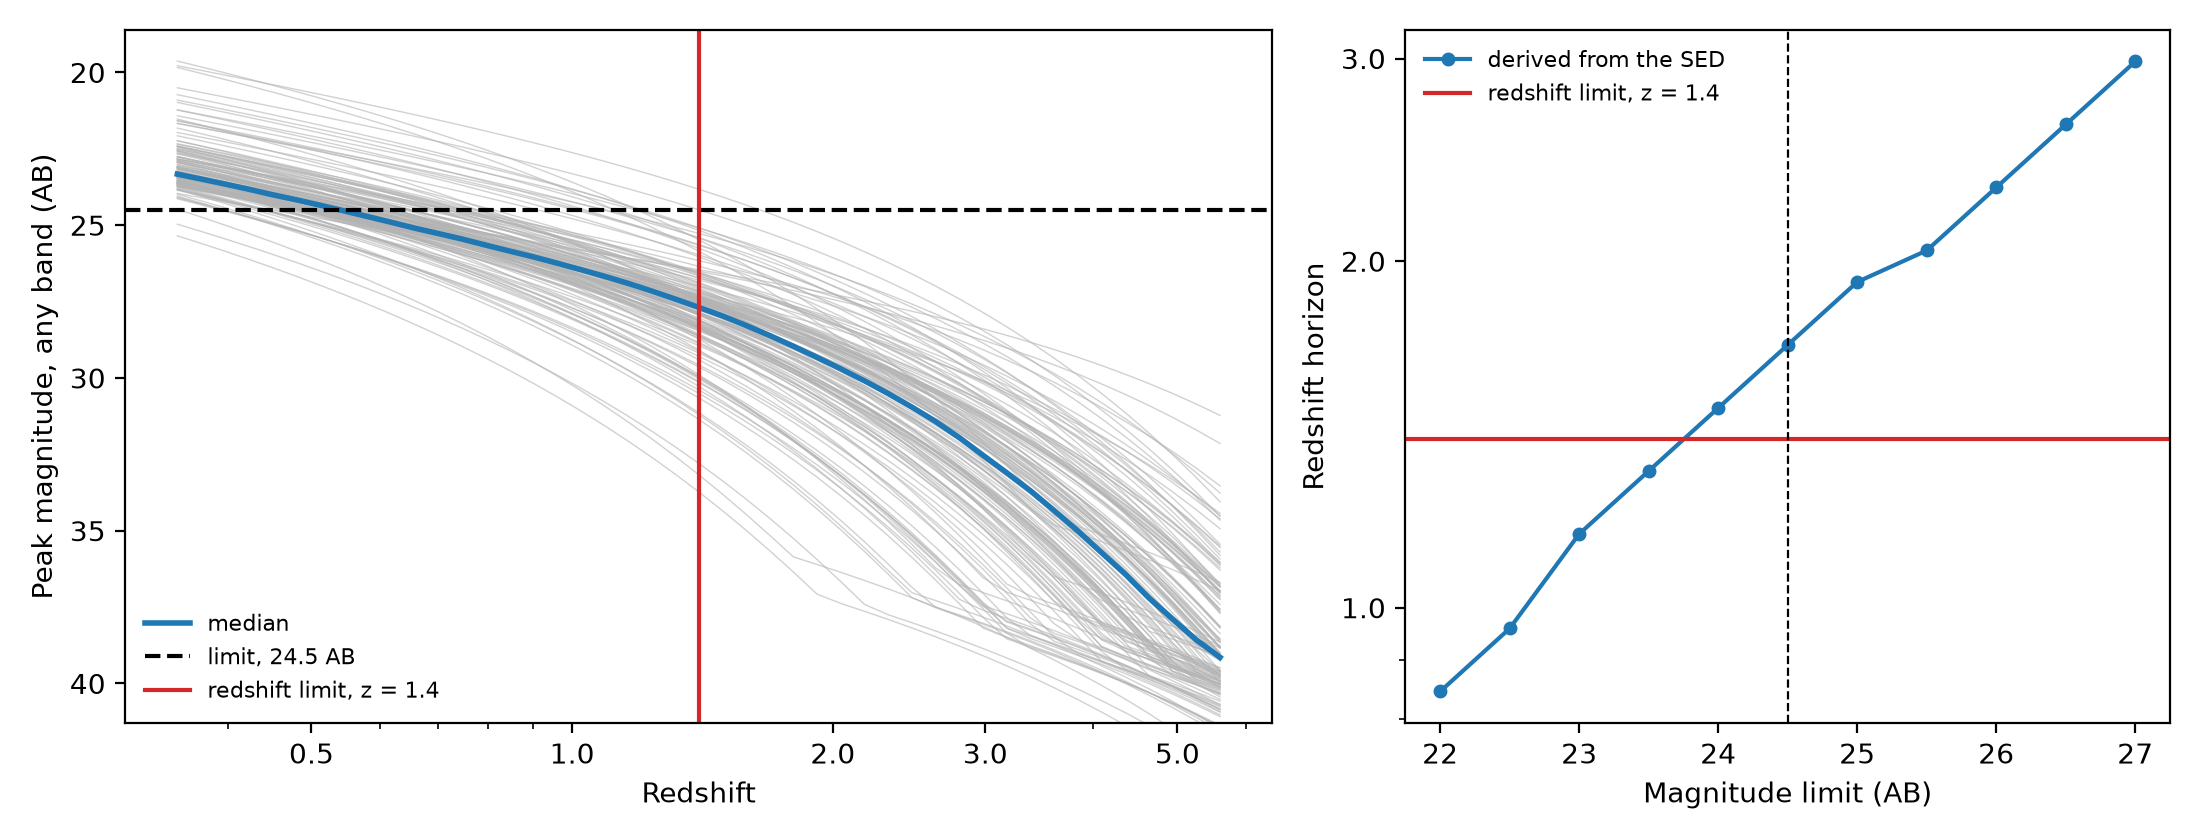 20
25
30
35
40
Peak magnitude, any band (AB)
median
limit, 24.5 AB
redshift limit, z = 1.4
0.5
1.0
2.0
3.0
5.0
Redshift
3.0
2.0
1.0
Redshift horizon
derived from the SED
redshift limit, z = 1.4
22
23
24
25
26
27
Magnitude limit (AB)